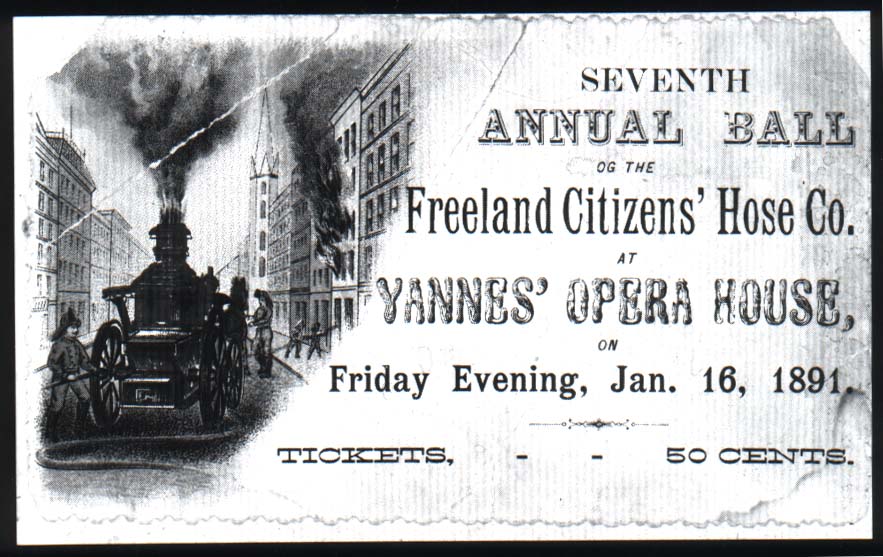 SEVENTH
ANNUAL BALL
OG THE
Freeland Citizens' Hose Co.
AT
YANNES' OPERA HOUSE,
ON
Friday Evening, Jan. 16, 1891.
TICKETS, - - 50 CENTS.